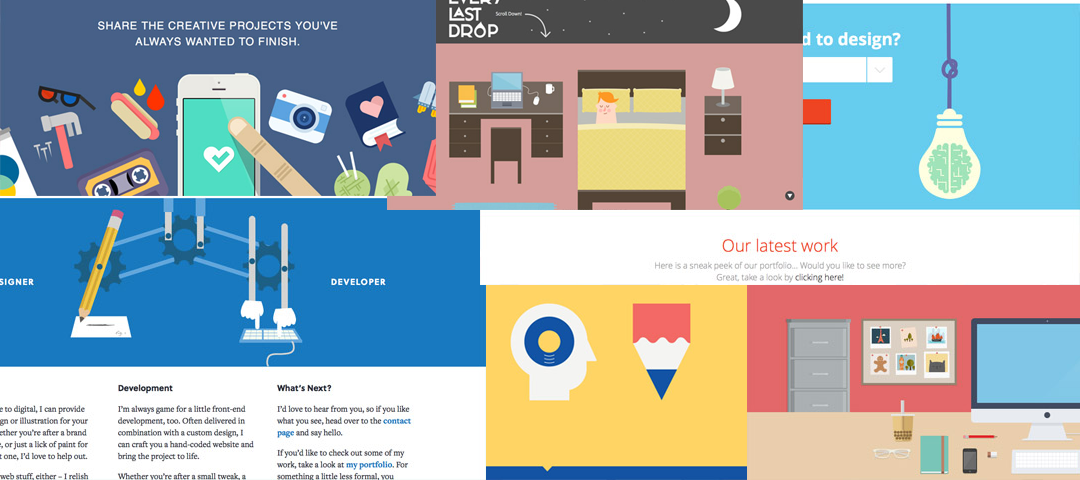 SHARE THE CREATIVE PROJECTS YOU'VE
ALWAYS WANTED TO FINISH.
EVERY
LAST
DROP
Scroll Down!
d to design?
SIGNER
DEVELOPER
Our latest work
Here is a sneak peek of our portfolio... Would you like to see more?
Great, take a look by clicking here!
e to digital, I can provide
gn or illustration for your
ether you're after a brand
e, or just a lick of paint for
t one, I'd love to help out.
web stuff, either – I relish
Development
I'm always game for a little front-end
development, too. Often delivered in
combination with a custom design, I
can craft you a hand-coded website and
bring the project to life.
Whether you're after a small tweak, a
What's Next?
I'd love to hear from you, so if you like
what you see, head over to the contact
page and say hello.
If you'd like to check out some of my
work, take a look at my portfolio. For
something a little less formal, you